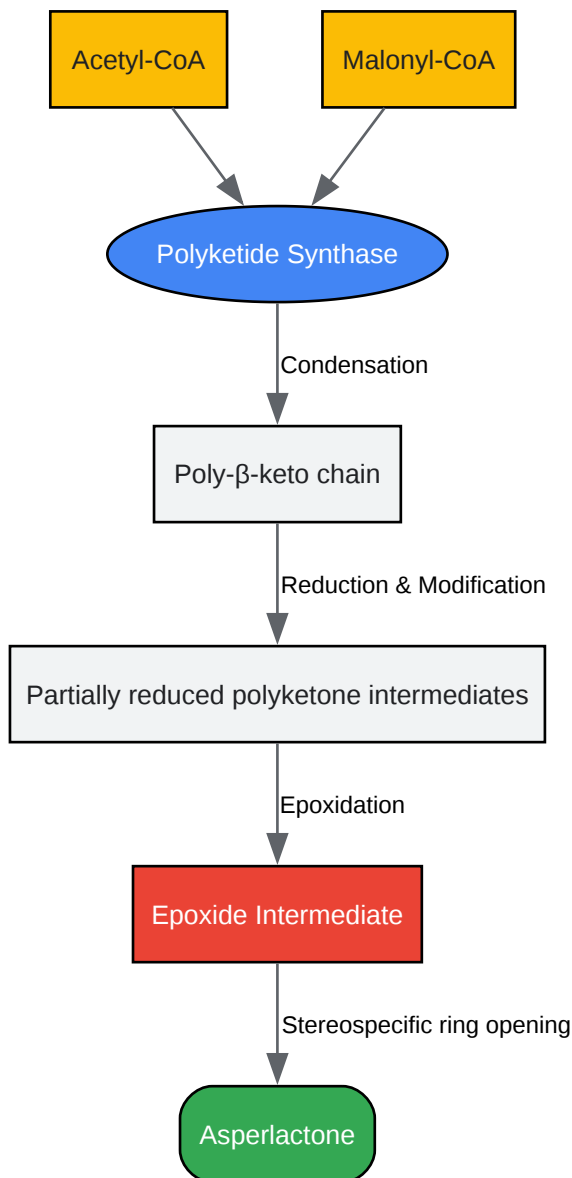 Acetyl-CoA
Malonyl-CoA
Polyketide Synthase
Condensation
Poly-β-keto chain
Reduction & Modification
Partially reduced polyketone intermediates
Epoxidation
Epoxide Intermediate
Stereospecific ring opening
Asperlactone